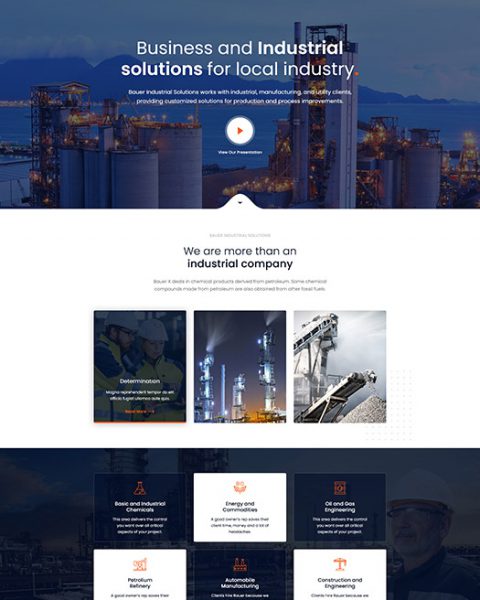 Business and Industrial
solutions for local industry.
Bauer Industrial Solutions works with industrial, manufacturing, and utility clients,
providing customized solutions for production and process improvements.
View Our Presentation
BAUER INDUSTRIAL SOLUTIONS
We are more than an
industrial company
Bauer it deals in chemical products derived from petroleum. Some chemical
compounds made from petroleum are also obtained from other fossil fuels.
Determination
Magna reprehenderit tempor do elit
officia fugiat ullamco aute quis.
Read More
Basic and Industrial
Chemicals
This area delivers the control
you want over all critical
aspects of your project.
Energy and
Commodities
A good owner's rep saves their
client time, money and a lot of
headaches
Oil and Gas
Engineering
This area delivers the control
you want over all critical
aspects of your project.
Petrolium
Refinery
A good owner's rep saves their
Automobile
Manufacturing
Clients hire Bauer because we
Construction and
Engineering
Clients hire Bauer because we